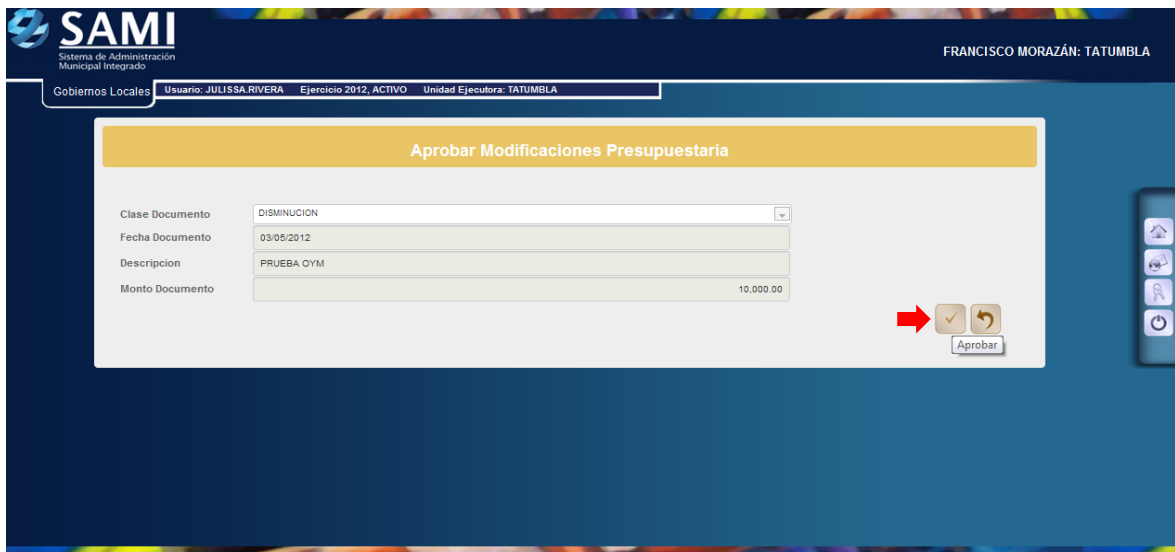 SAMI
Sistema de Administración
Municipal Integrado
FRANCISCO MORAZÁN: TATUMBLA
Gobiernos Locales
Usuario: JULISSA.RIVERA Ejercicio 2012, ACTIVO Unidad Ejecutora: TATUMBLA
Aprobar Modificaciones Presupuestaria
Clase Documento DISMINUCION
Fecha Documento 03/05/2012
Descripcion PRUEBA OYM
Monto Documento 10,000.00
Aprobar